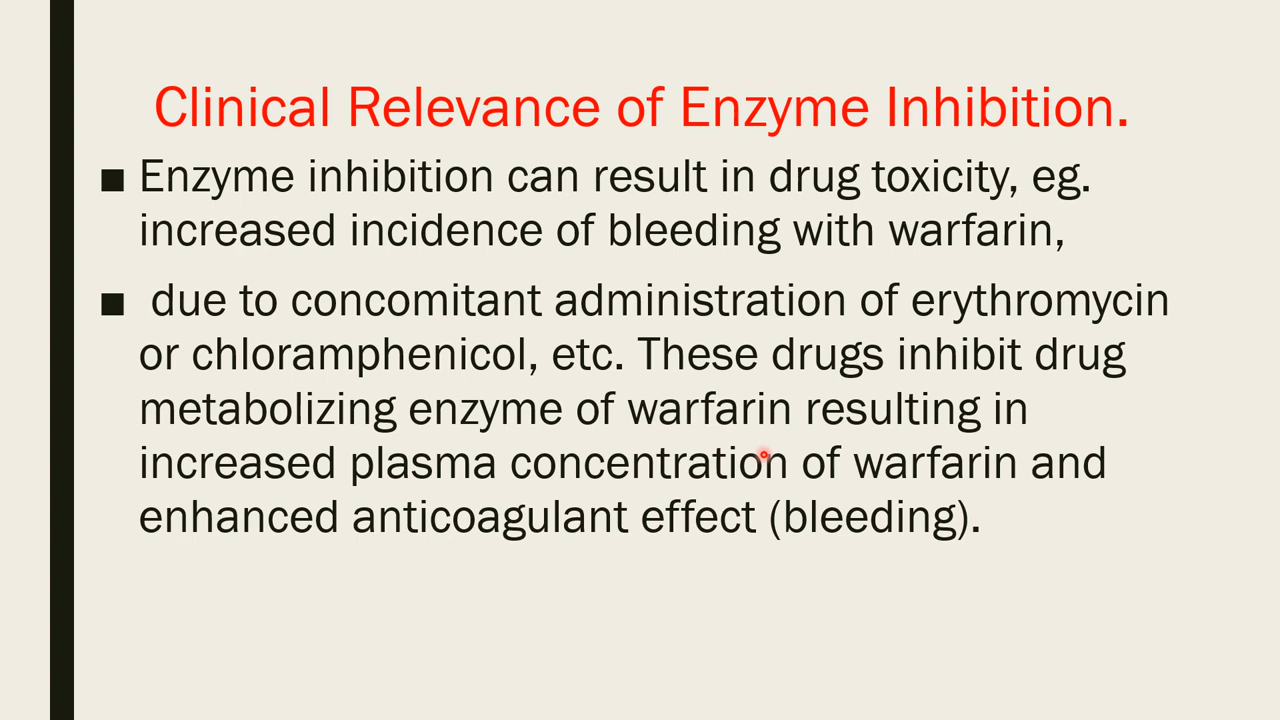 Clinical Relevance of Enzyme Inhibition.
■ Enzyme inhibition can result in drug toxicity, eg.
increased incidence of bleeding with warfarin,
■ due to concomitant administration of erythromycin
or chloramphenicol, etc. These drugs inhibit drug
metabolizing enzyme of warfarin resulting in
increased plasma concentration of warfarin and
enhanced anticoagulant effect (bleeding).